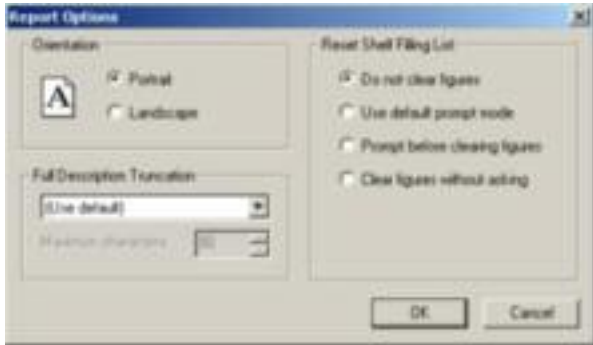 Report Options
Orientation
A
Portrait
Landscape
Full Description Truncation
(Use default)
Maximum characters
Reset Shelf Filling List
Do not clear figures
Use default prompt mode
Prompt before clearing figures
Clear figures without asking
OK
Cancel